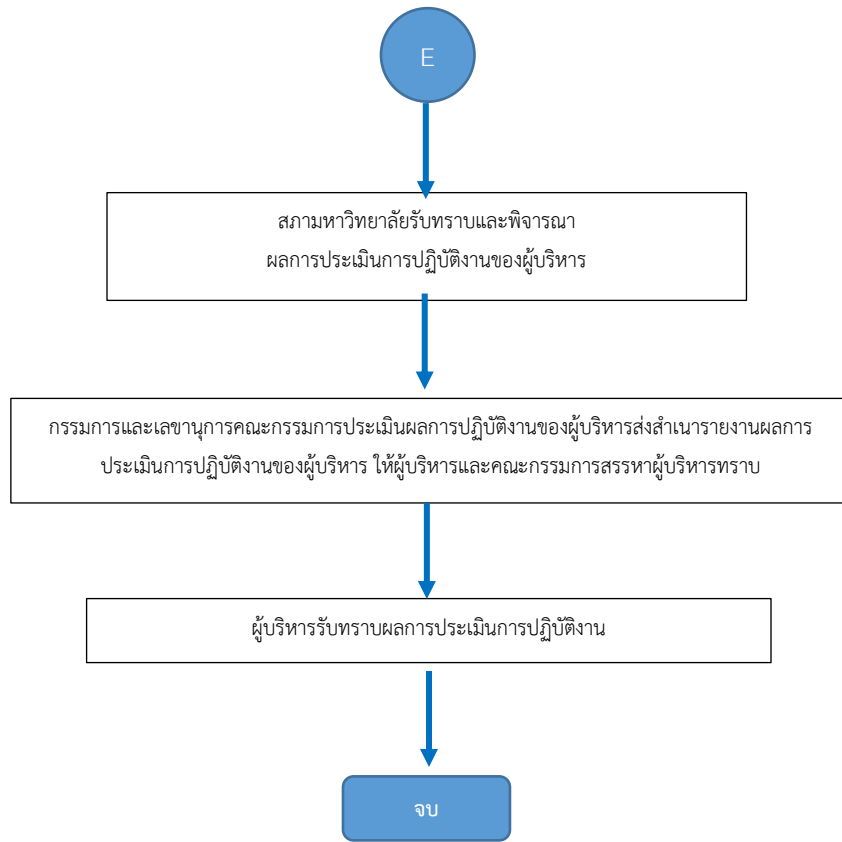 E
สภามหาวิทยาลัยรับทราบและพิจารณา
ผลการประเมินการปฏิบัติงานของผู้บริหาร
กรรมการและเลขานุการคณะกรรมการประเมินผลการปฏิบัติงานของผู้บริหารส่งสำเนารายงานผลการ
ประเมินการปฏิบัติงานของผู้บริหาร ให้ผู้บริหารและคณะกรรมการสรรหาผู้บริหารทราบ
ผู้บริหารรับทราบผลการประเมินการปฏิบัติงาน
จบ